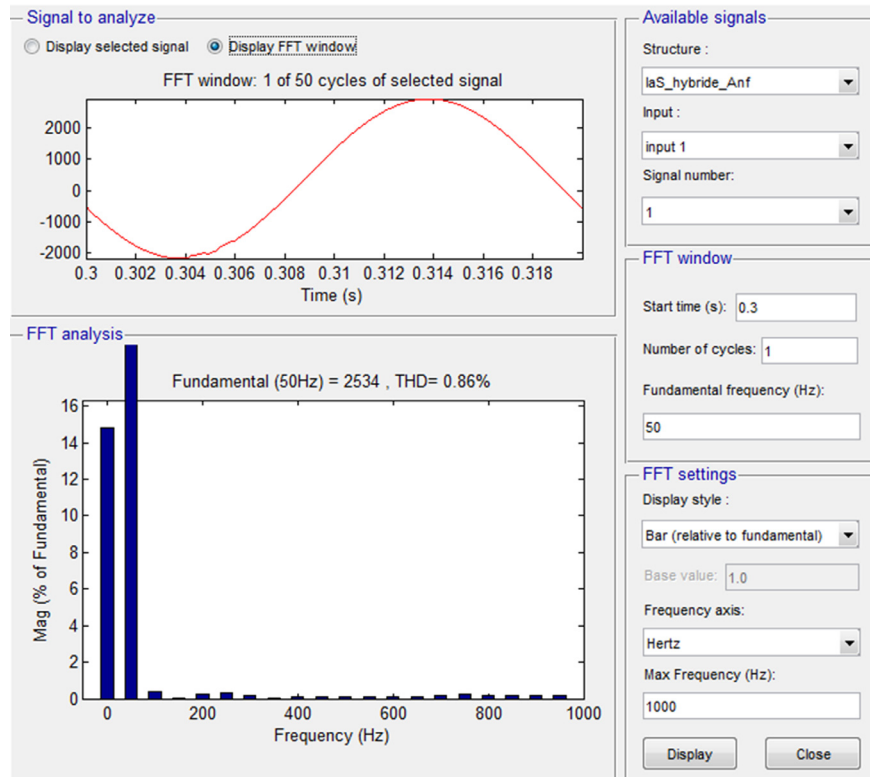 Signal to analyze
Display selected signal
Display FFT window
FFT window: 1 of 50 cycles of selected signal
2000
1000
0
-1000
-2000
0.3 0.302 0.304 0.306 0.308 0.31 0.312 0.314 0.316 0.318
Time (s)
FFT analysis
Fundamental (50Hz) = 2534 , THD= 0.86%
16
14
12
10
8
6
4
2
0
Mag (% of Fundamental)
0 200 400 600 800 1000
Frequency (Hz)
Available signals
Structure :
IaS_hybride_Anf
Input :
input 1
Signal number:
1
FFT window
Start time (s): 0.3
Number of cycles: 1
Fundamental frequency (Hz):
50
FFT settings
Display style :
Bar (relative to fundamental)
Base value: 1.0
Frequency axis:
Hertz
Max Frequency (Hz):
1000
Display
Close